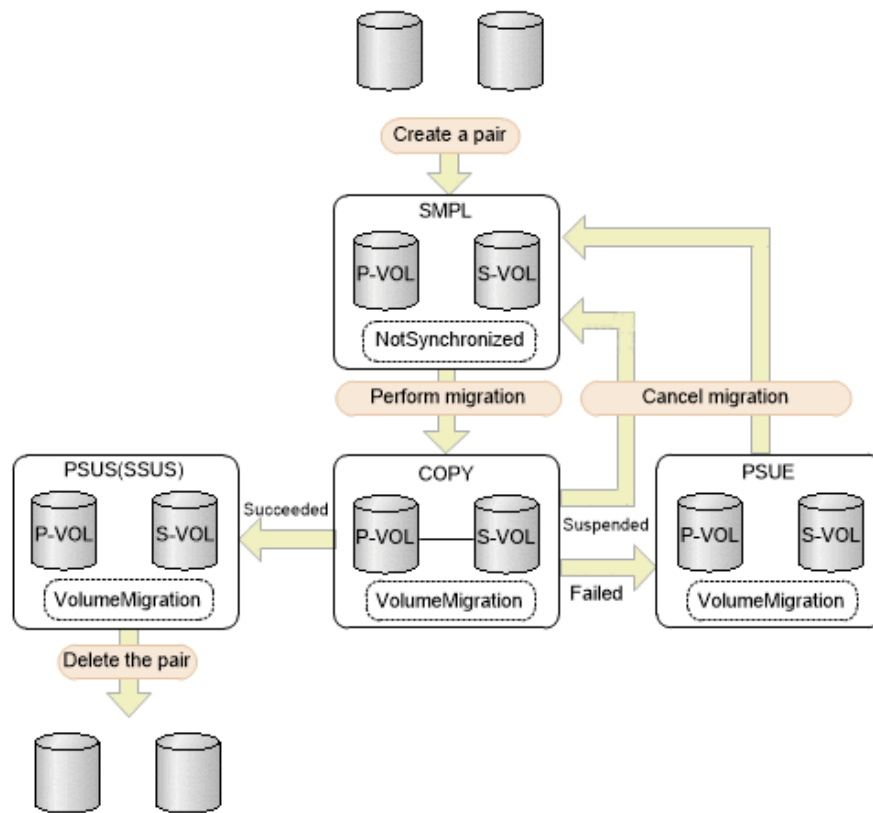 Create a pair
SMPL
P-VOL
S-VOL
NotSynchronized
Perform migration
Cancel migration
PSUS(SSUS)
P-VOL
S-VOL
VolumeMigration
Succeeded
COPY
P-VOL
S-VOL
VolumeMigration
Suspended
Failed
PSUE
P-VOL
S-VOL
VolumeMigration
Delete the pair